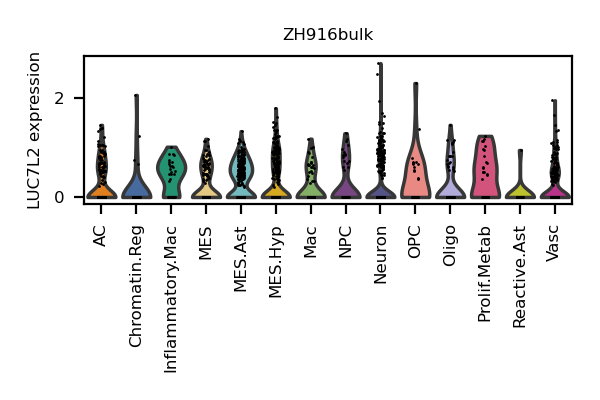 ZH916bulk
LUC7L2 expression
2
0
AC
Chromatin.Reg
Inflammatory.Mac
MES
MES.Ast
MES.Hyp
Mac
NPC
Neuron
OPC
Oligo
Prolif.Metab
Reactive.Ast
Vasc